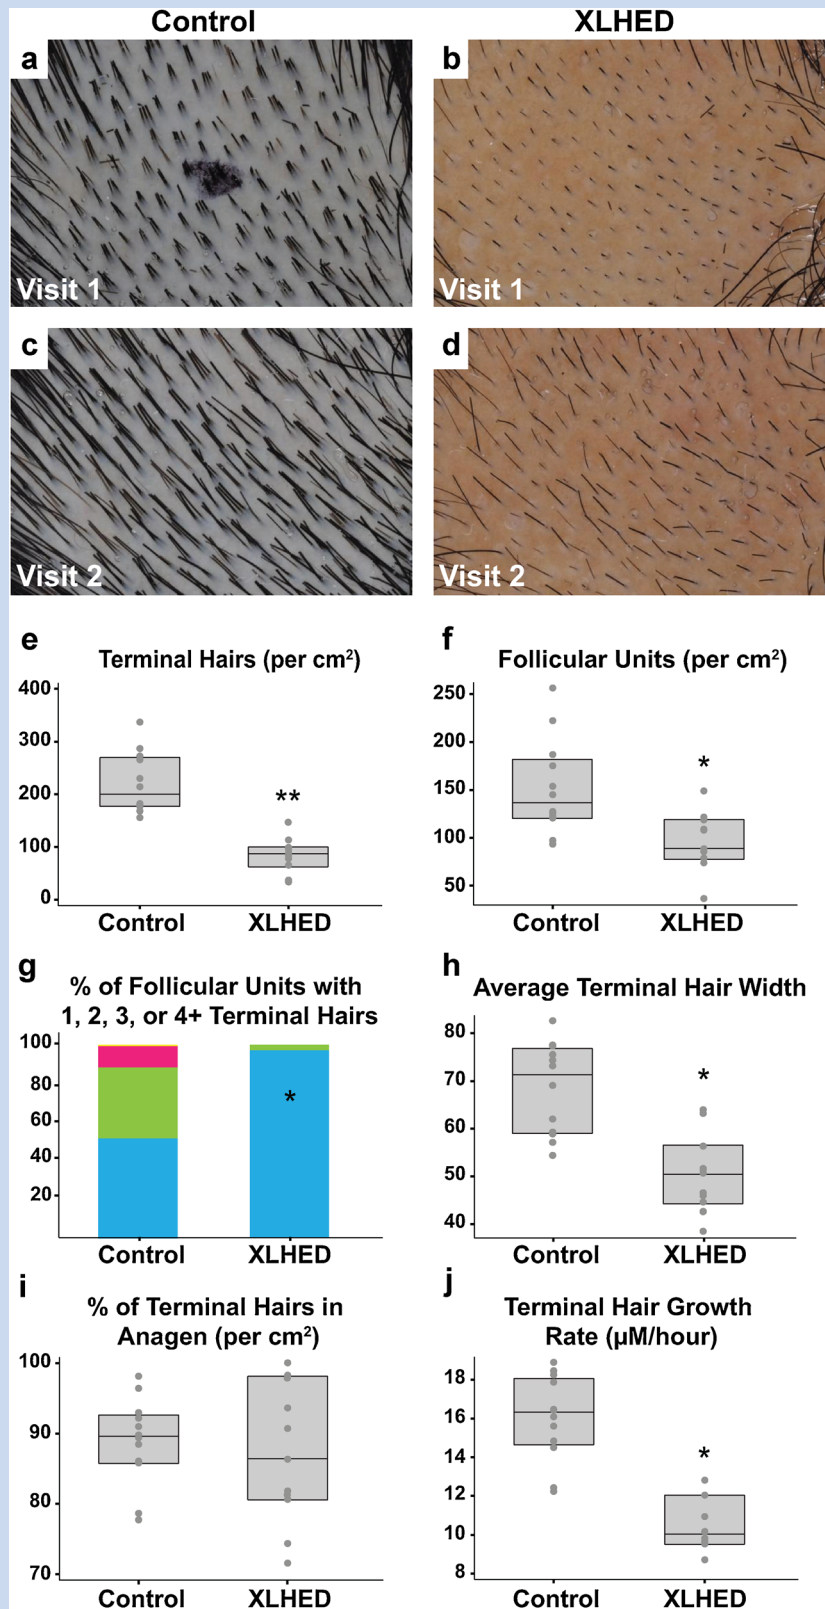 Control
XLHED
a
b
Visit 1
Visit 1
c
d
Visit 2
Visit 2
e
Terminal Hairs (per cm²)
400
300
200
100
0
**
Control
XLHED
f
Follicular Units (per cm²)
250
200
150
100
50
*
Control
XLHED
g
% of Follicular Units with
1, 2, 3, or 4+ Terminal Hairs
100
80
60
40
20
*
Control
XLHED
h
Average Terminal Hair Width
80
70
60
50
40
*
Control
XLHED
i
% of Terminal Hairs in
Anagen (per cm²)
100
90
80
70
Control
XLHED
j
Terminal Hair Growth
Rate (µM/hour)
18
16
14
12
10
8
*
Control
XLHED